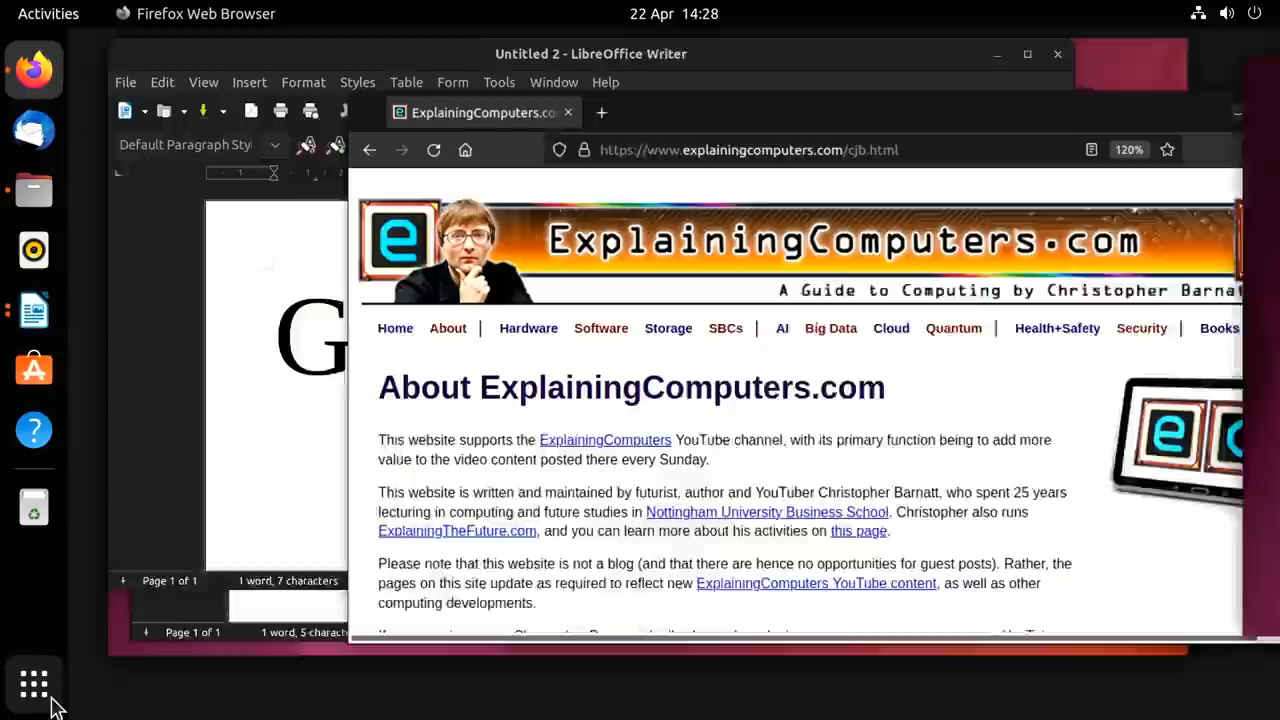 Activities
Firefox Web Browser
22 Apr 14:28
Untitled 2 - LibreOffice Writer
File Edit View Insert Format Styles Table Form Tools Window Help
ExplainingComputers.co
Default Paragraph Styl
https://www.explainingcomputers.com/cjb.html
120%
ExplainingComputers.com
A Guide to Computing by Christopher Barnat
Home About | Hardware Software Storage SBCs | AI Big Data Cloud Quantum | Health+Safety Security | Books
G
About ExplainingComputers.com
This website supports the ExplainingComputers YouTube channel, with its primary function being to add more
value to the video content posted there every Sunday.
This website is written and maintained by futurist, author and YouTuber Christopher Barnatt, who spent 25 years
lecturing in computing and future studies in Nottingham University Business School. Christopher also runs
ExplainingTheFuture.com, and you can learn more about his activities on this page.
Please note that this website is not a blog (and that there are hence no opportunities for guest posts). Rather, the
pages on this site update as required to reflect new ExplainingComputers YouTube content, as well as other
computing developments.
Page 1 of 1 1 word, 7 characters
Page 1 of 1 1 word, 5 charact